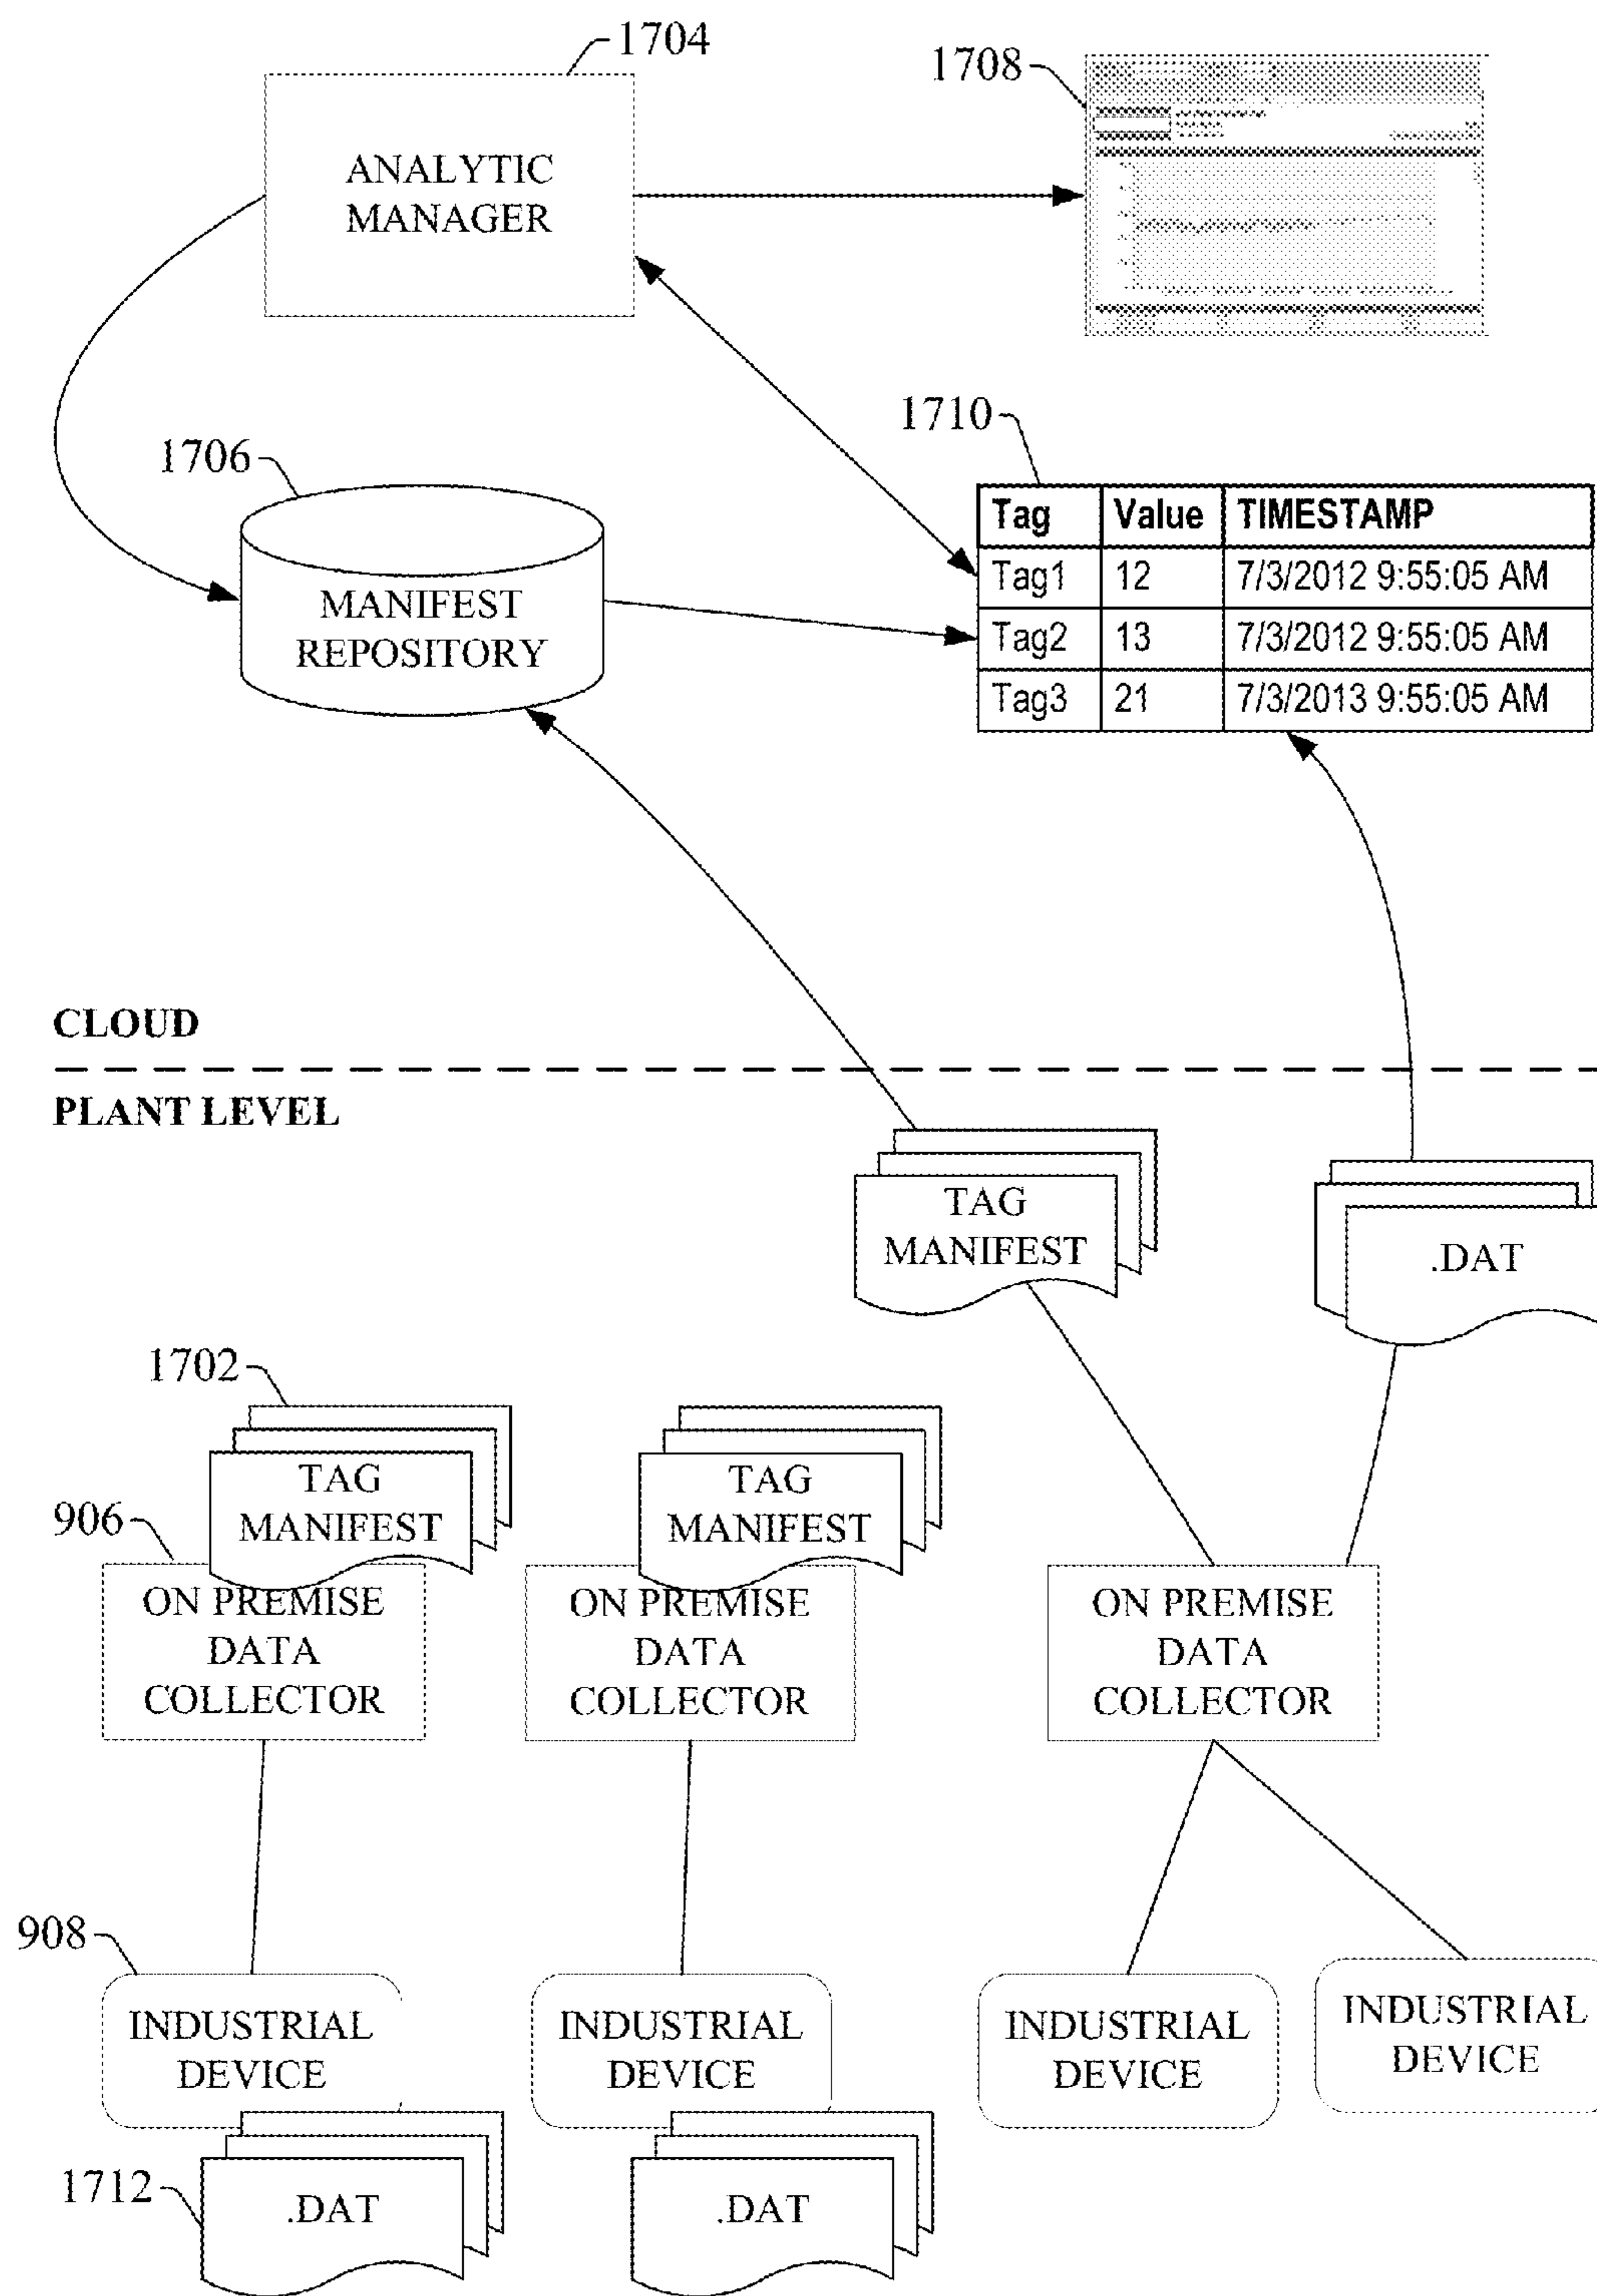 1704
1708
ANALYTIC
MANAGER
1710
1706
Tag Value TIMESTAMP
Tag1 12 7/3/2012 9:55:05 AM
Tag2 13 7/3/2012 9:55:05 AM
Tag3 21 7/3/2013 9:55:05 AM
MANIFEST
REPOSITORY
CLOUD
PLANT LEVEL
TAG
MANIFEST
.DAT
1702
TAG
MANIFEST
TAG
MANIFEST
906
ON PREMISE
DATA
COLLECTOR
ON PREMISE
DATA
COLLECTOR
ON PREMISE
DATA
COLLECTOR
908
INDUSTRIAL
DEVICE
INDUSTRIAL
DEVICE
INDUSTRIAL
DEVICE
INDUSTRIAL
DEVICE
1712
.DAT
.DAT